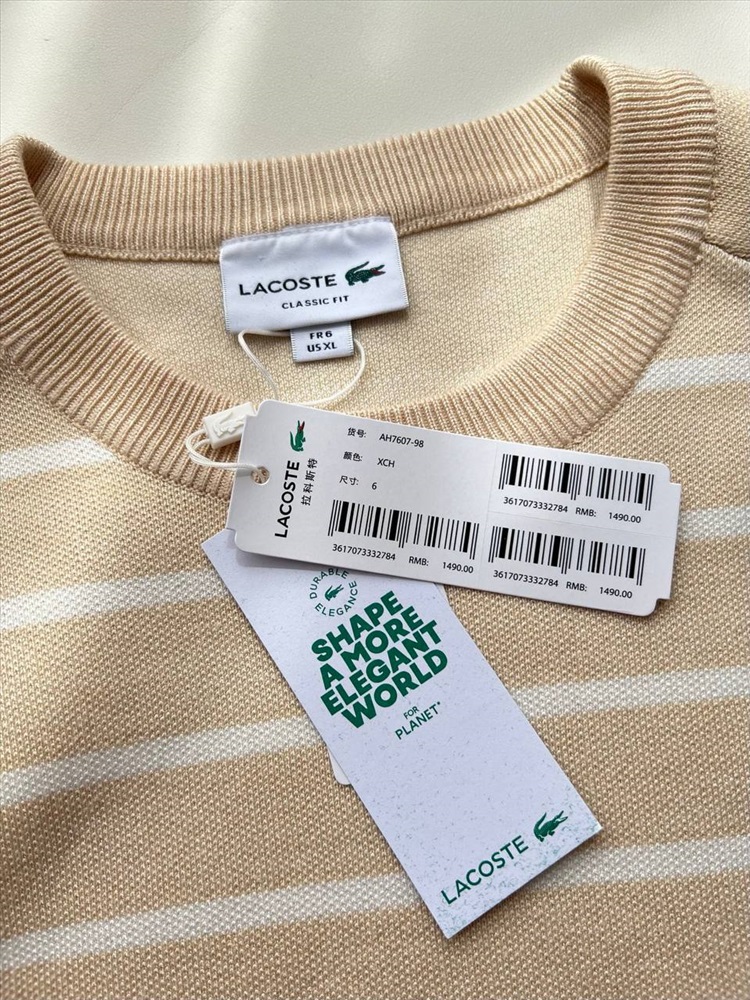 LACOSTE
CLASSIC FIT
FR 6
US XL
LACOSTE
拉科斯特
货号: AH7607-98
颜色: XCH
尺寸: 6
3617073332784 RMB: 1490.00
3617073332784 RMB: 1490.00
3617073332784 RMB: 1490.00
DURABLE
ELEGANCE
SHAPE
A MORE
ELEGANT
WORLD
FOR
PLANET*
LACOSTE